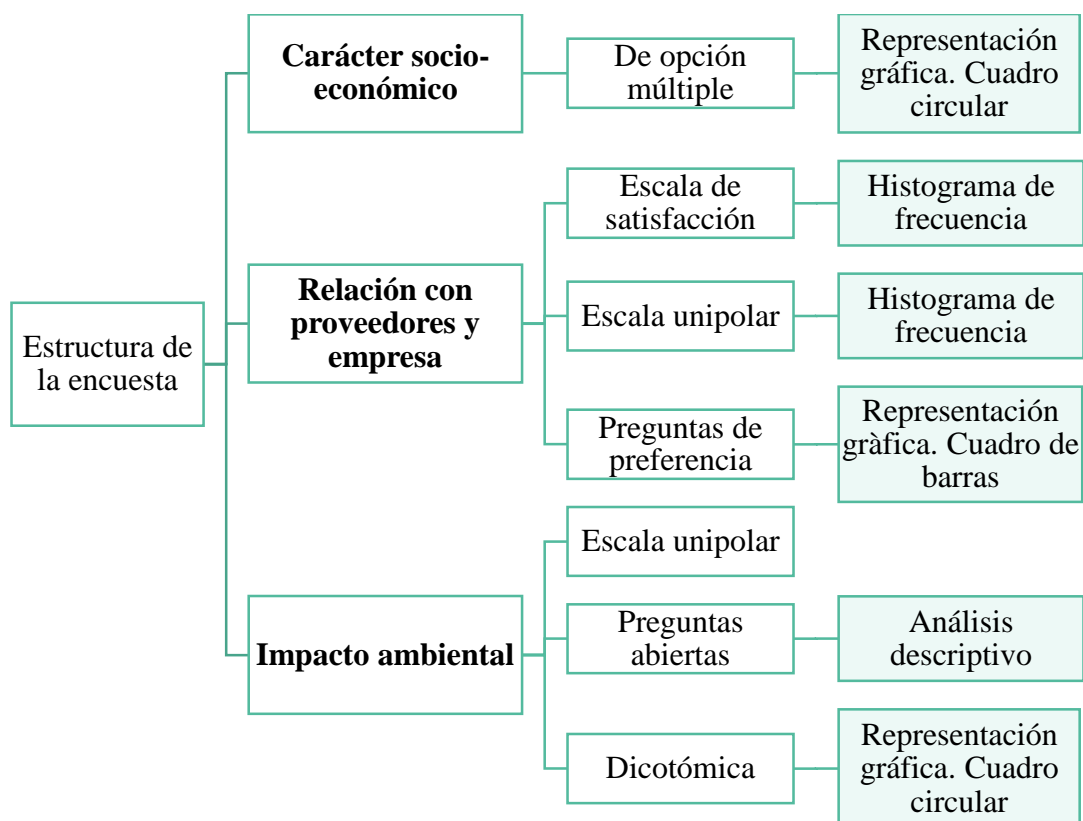 Estructura de
la encuesta
Carácter socio-
económico
De opción
múltiple
Representación
gráfica. Cuadro
circular
Relación con
proveedores y
empresa
Escala de
satisfacción
Histograma de
frecuencia
Escala unipolar
Histograma de
frecuencia
Preguntas de
preferencia
Representación
gràfica. Cuadro de
barras
Impacto ambiental
Escala unipolar
Preguntas
abiertas
Análisis
descriptivo
Dicotómica
Representación
gráfica. Cuadro
circular